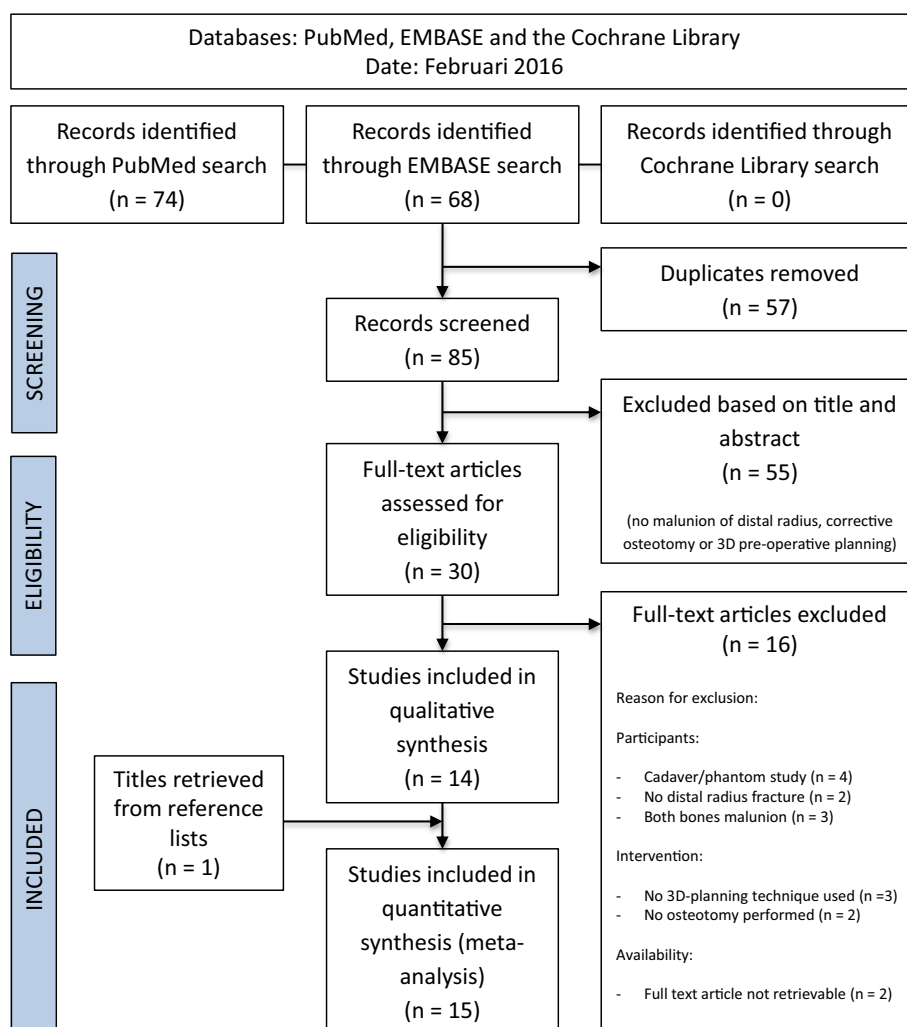 Databases: PubMed, EMBASE and the Cochrane Library
Date: Februari 2016
Records identified
through PubMed search
(n = 74)
Records identified
through EMBASE search
(n = 68)
Records identified through
Cochrane Library search
(n = 0)
SCREENING
Duplicates removed
(n = 57)
Records screened
(n = 85)
Excluded based on title and
abstract
(n = 55)
(no malunion of distal radius, corrective
osteotomy or 3D pre-operative planning)
ELIGIBILITY
Full-text articles
assessed for
eligibility
(n = 30)
Full-text articles excluded
(n = 16)
Reason for exclusion:
Participants:
- Cadaver/phantom study (n = 4)
- No distal radius fracture (n = 2)
- Both bones malunion (n = 3)
Intervention:
- No 3D-planning technique used (n =3)
- No osteotomy performed (n = 2)
Availability:
- Full text article not retrievable (n = 2)
INCLUDED
Studies included in
qualitative
synthesis
(n = 14)
Titles retrieved
from reference
lists
(n = 1)
Studies included in
quantitative
synthesis (meta-
analysis)
(n = 15)